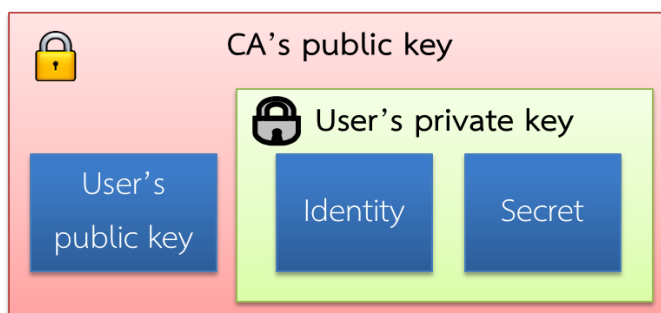 CA’s public key
User’s private key
User’s
public key
Identity
Secret